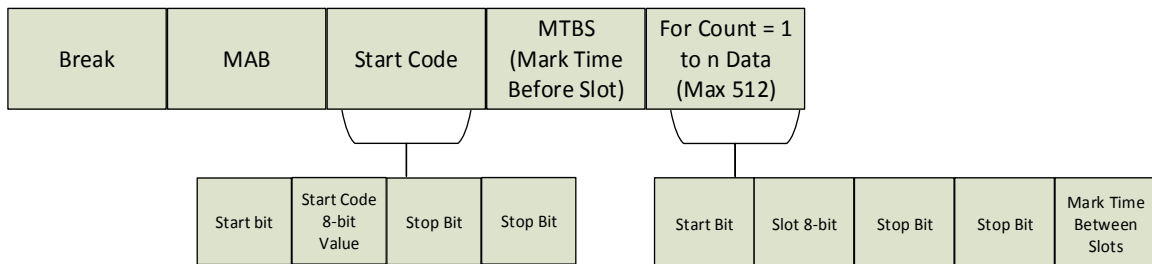 Break
MAB
Start Code
MTBS
(Mark Time
Before Slot)
For Count = 1
to n Data
(Max 512)
Start bit
Start Code
8-bit
Value
Stop Bit
Stop Bit
Start Bit
Slot 8-bit
Stop Bit
Stop Bit
Mark Time
Between
Slots